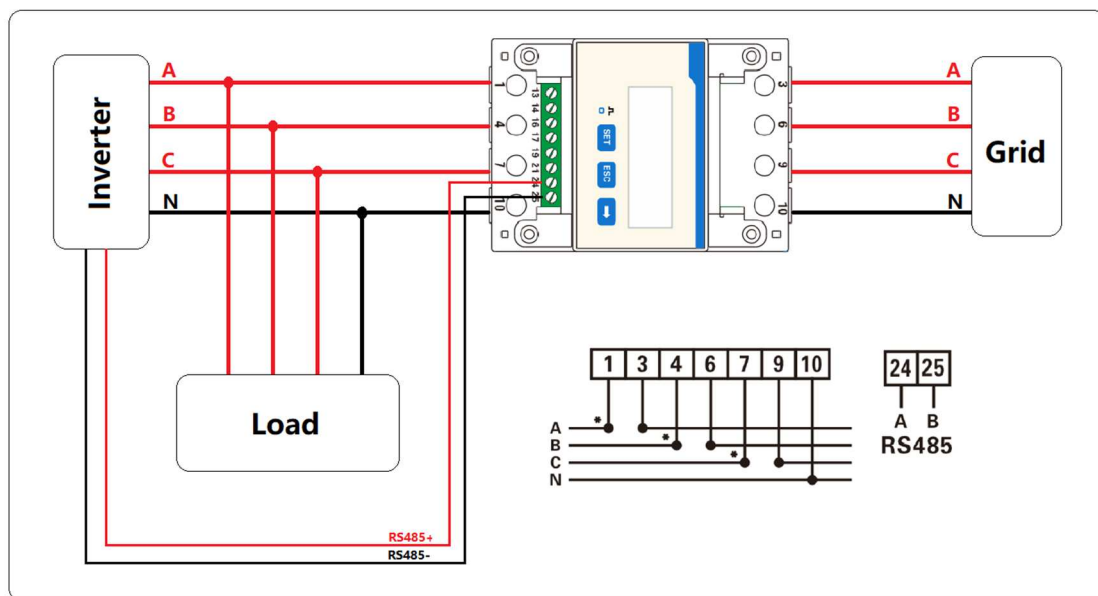 Inverter
A
B
C
N
1
4
7
10
13
14
16
17
19
21
24
25
SET
ESC
3
6
9
10
A
B
C
N
Grid
Load
RS485+
RS485-
1 3 4 6 7 9 10
A
B
C
N
*
*
*
24 25
A B
RS485